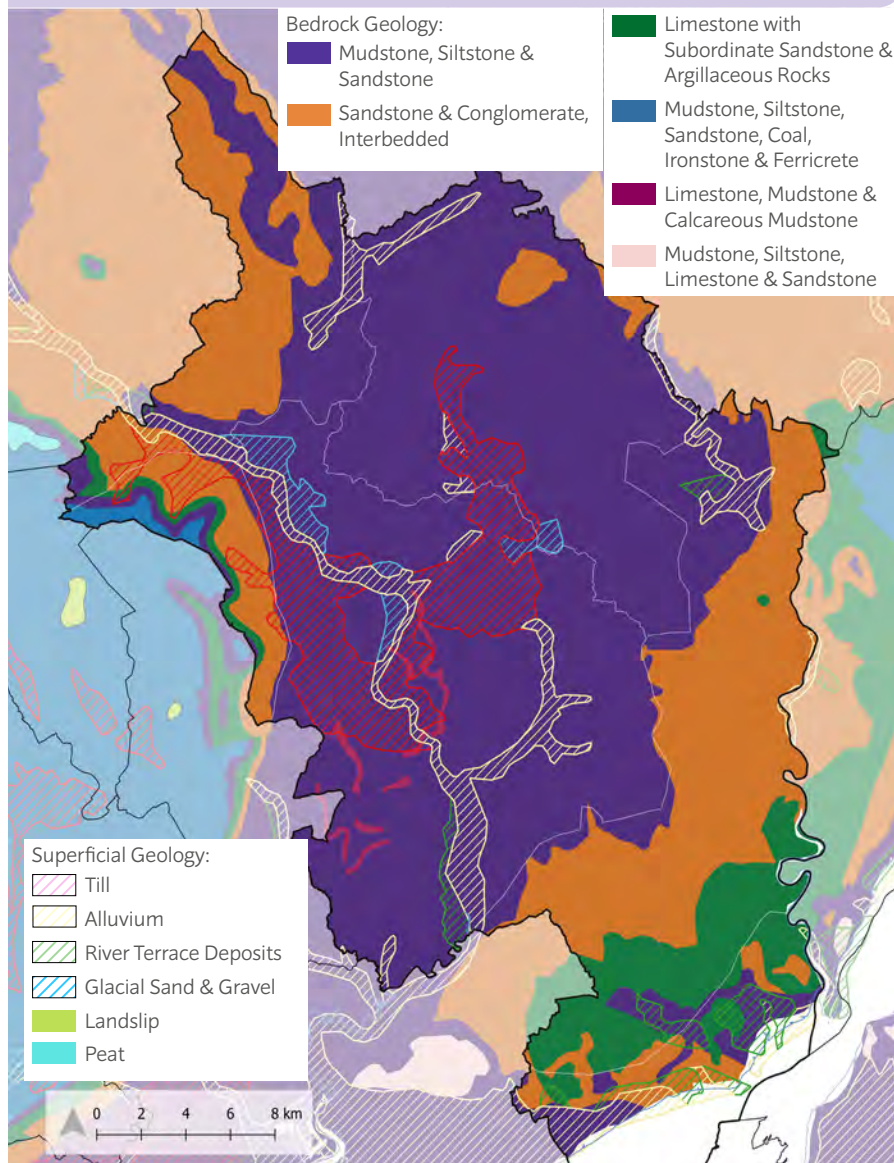 Bedrock Geology:
Mudstone, Siltstone &
Sandstone
Sandstone & Conglomerate,
Interbedded
Limestone with
Subordinate Sandstone &
Argillaceous Rocks
Mudstone, Siltstone,
Sandstone, Coal,
Ironstone & Ferricrete
Limestone, Mudstone &
Calcareous Mudstone
Mudstone, Siltstone,
Limestone & Sandstone
Superficial Geology:
Till
Alluvium
River Terrace Deposits
Glacial Sand & Gravel
Landslip
Peat
0 2 4 6 8 km